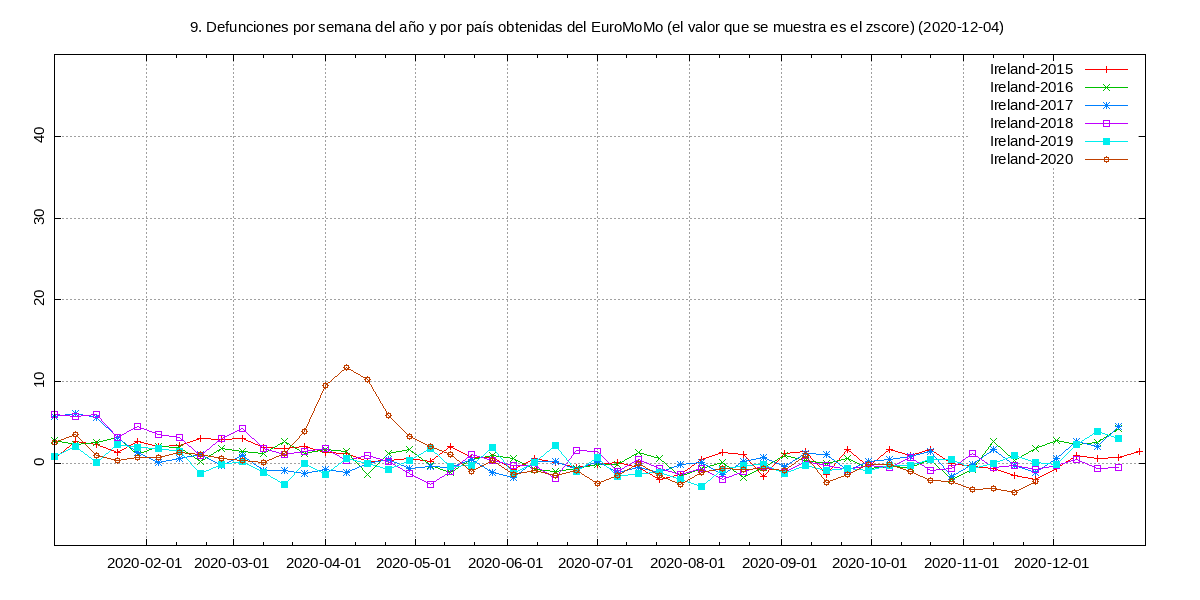 9. Defunciones por semana del año y por país obtenidas del EuroMoMo (el valor que se muestra es el zscore) (2020-12-04)
Ireland-2015
Ireland-2016
Ireland-2017
Ireland-2018
Ireland-2019
Ireland-2020
40
30
20
10
0
2020-02-01 2020-03-01 2020-04-01 2020-05-01 2020-06-01 2020-07-01 2020-08-01 2020-09-01 2020-10-01 2020-11-01 2020-12-01